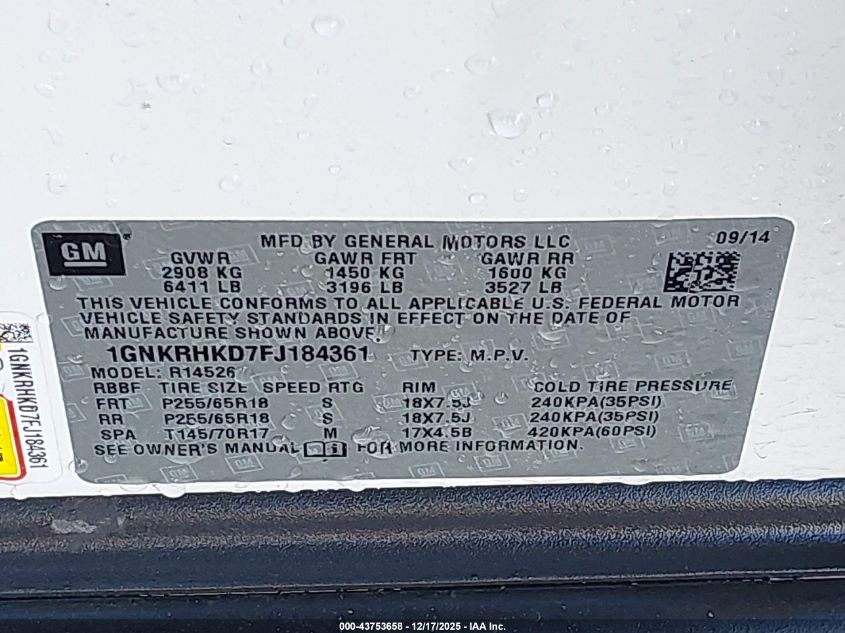 GM
MFD BY GENERAL MOTORS LLC
09/14
GVWR GAWR FRT GAWR RR
2908 KG 1450 KG 1600 KG
6411 LB 3196 LB 3527 LB
THIS VEHICLE CONFORMS TO ALL APPLICABLE U.S. FEDERAL MOTOR
VEHICLE SAFETY STANDARDS IN EFFECT ON THE DATE OF
MANUFACTURE SHOWN ABOVE.
1GNKRHKD7FJ184361 TYPE: M.P.V.
MODEL: R14526
RBBF TIRE SIZE SPEED RTG RIM COLD TIRE PRESSURE
FRT P255/65R18 S 18X7.5J 240KPA(35PSI)
RR P255/65R18 S 18X7.5J 240KPA(35PSI)
SPA T145/70R17 M 17X4.5B 420KPA(60PSI)
SEE OWNER'S MANUAL FOR MORE INFORMATION.
1GNKRHKD7FJ184361
000-43753658 - 12/17/2025 - IAA Inc.